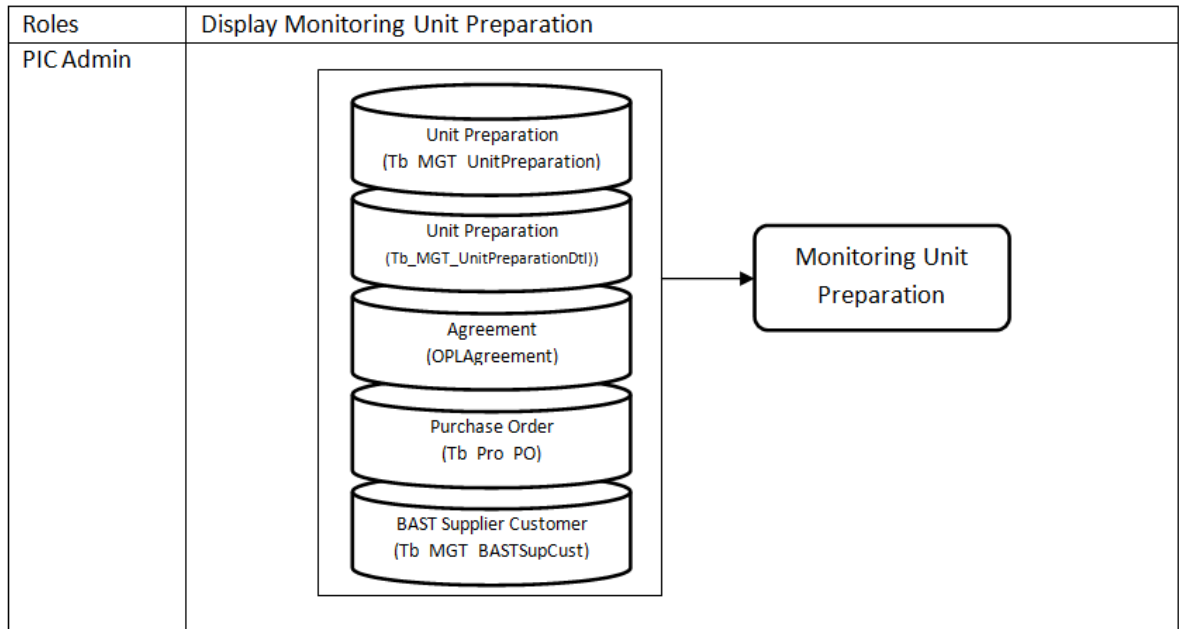 Roles
Display Monitoring Unit Preparation
PIC Admin
Unit Preparation
(Tb MGT UnitPreparation)
Unit Preparation
(Tb_MGT_UnitPreparationDtl))
Agreement
(OPLAgreement)
Purchase Order
(Tb Pro PO)
BAST Supplier Customer
(Tb MGT BASTSupCust)
Monitoring Unit
Preparation